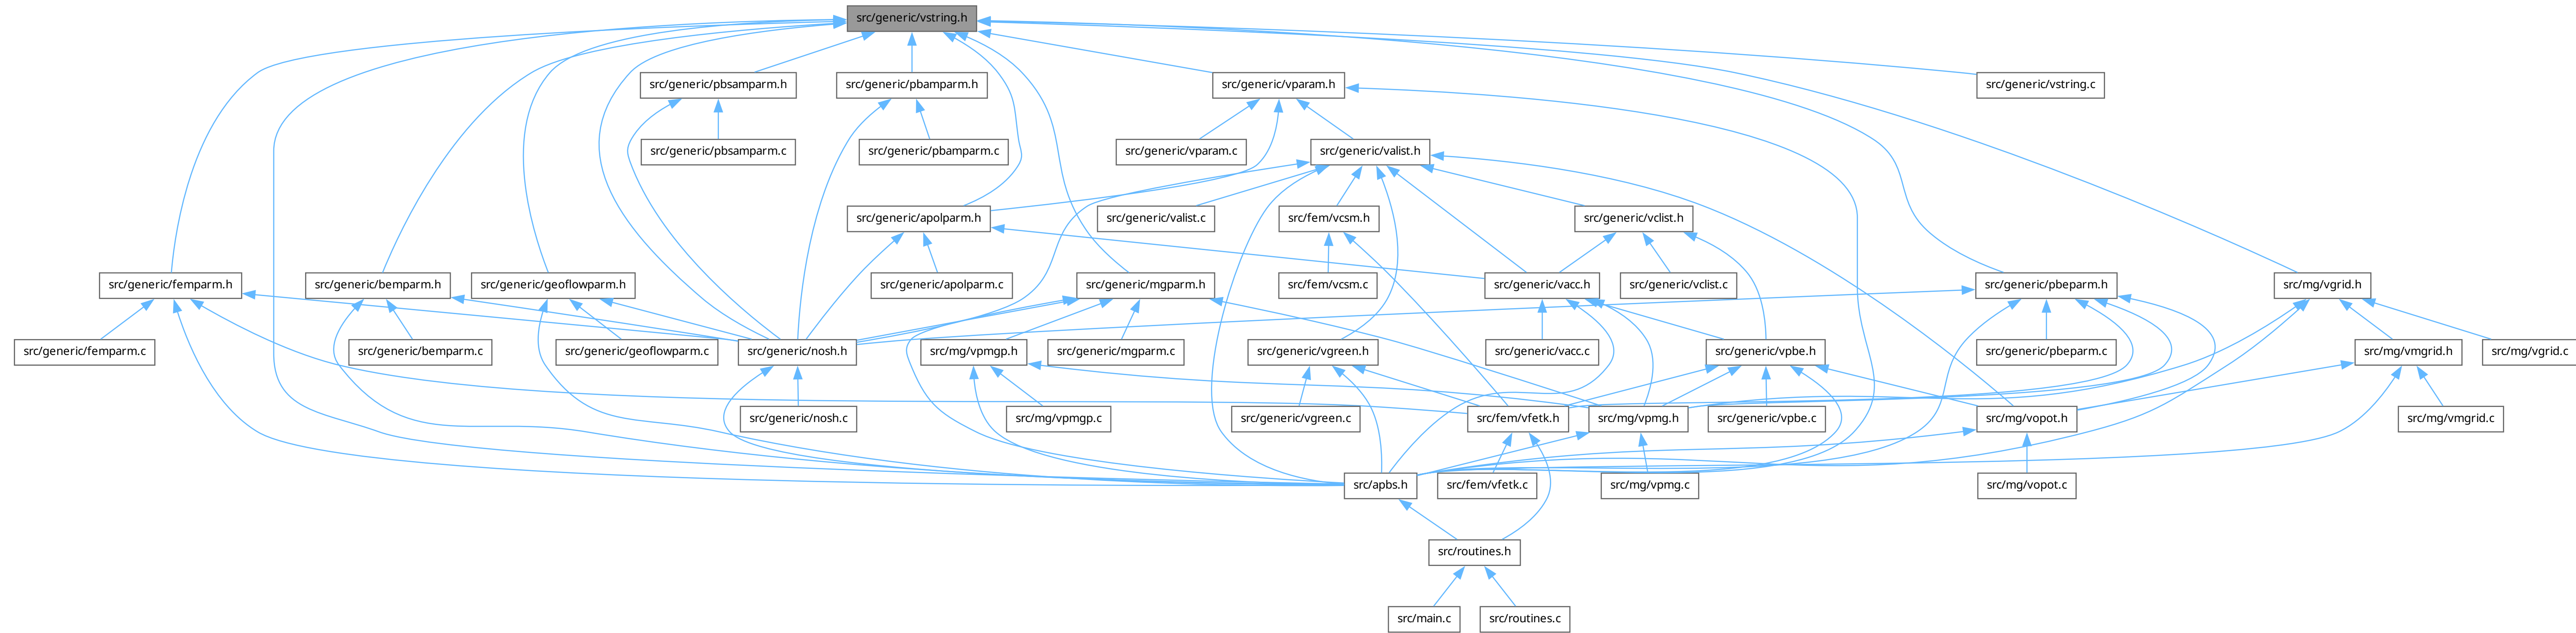 src/generic/vstring.h
src/generic/pbsamparm.h
src/generic/pbamparm.h
src/generic/vparam.h
src/generic/vstring.c
src/generic/pbsamparm.c
src/generic/pbamparm.c
src/generic/vparam.c
src/generic/valist.h
src/generic/apolparm.h
src/generic/valist.c
src/fem/vcsm.h
src/generic/vclist.h
src/generic/femparm.h
src/generic/bemparm.h
src/generic/geoflowparm.h
src/generic/apolparm.c
src/generic/mgparm.h
src/fem/vcsm.c
src/generic/vacc.h
src/generic/vclist.c
src/generic/pbeparm.h
src/mg/vgrid.h
src/generic/femparm.c
src/generic/bemparm.c
src/generic/geoflowparm.c
src/generic/nosh.h
src/mg/vpmgp.h
src/generic/mgparm.c
src/generic/vgreen.h
src/generic/vacc.c
src/generic/vpbe.h
src/generic/pbeparm.c
src/mg/vmgrid.h
src/mg/vgrid.c
src/generic/nosh.c
src/mg/vpmgp.c
src/generic/vgreen.c
src/fem/vfetk.h
src/mg/vpmg.h
src/generic/vpbe.c
src/mg/vopot.h
src/mg/vmgrid.c
src/apbs.h
src/fem/vfetk.c
src/mg/vpmg.c
src/mg/vopot.c
src/routines.h
src/main.c
src/routines.c